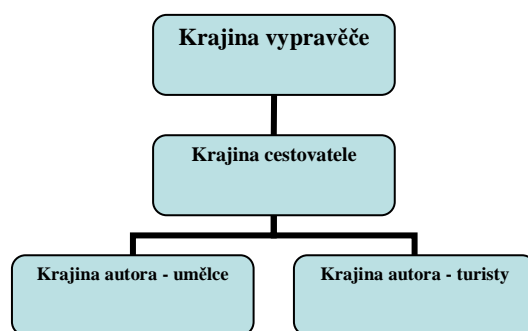 Krajina vypravěče
Krajina cestovatele
Krajina autora - umělce
Krajina autora - turisty